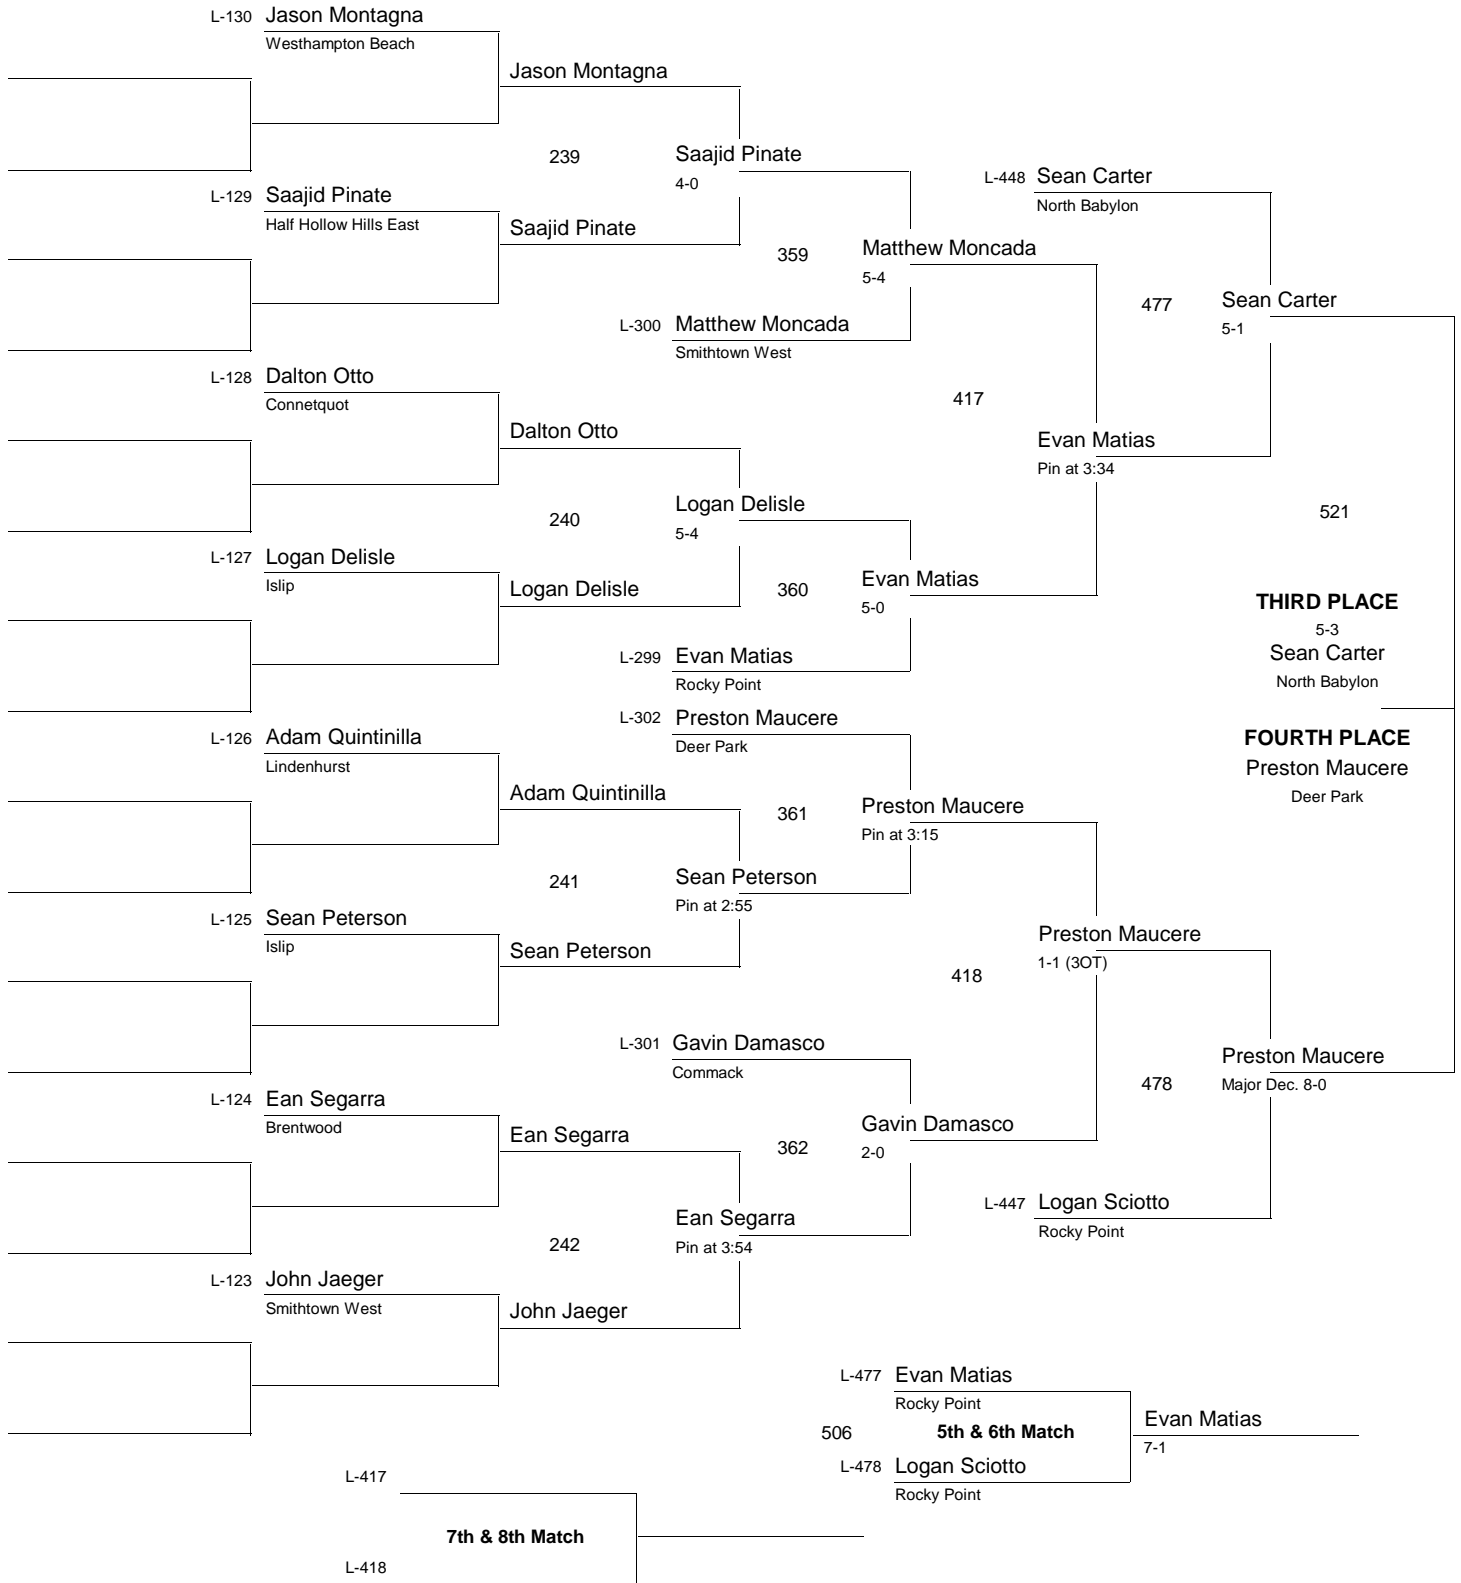 L-130 Jason Montagna
Westhampton Beach
Jason Montagna
239
Saajid Pinate
4-0
L-129 Saajid Pinate
Half Hollow Hills East
Saajid Pinate
359
Matthew Moncada
5-4
L-300 Matthew Moncada
Smithtown West
L-448 Sean Carter
North Babylon
477
Sean Carter
5-1
L-128 Dalton Otto
Connetquot
Dalton Otto
417
Evan Matias
Pin at 3:34
240
Logan Delisle
5-4
L-127 Logan Delisle
Islip
Logan Delisle
360
Evan Matias
5-0
L-299 Evan Matias
Rocky Point
521
THIRD PLACE
5-3
Sean Carter
North Babylon
FOURTH PLACE
Preston Maucere
Deer Park
L-302 Preston Maucere
Deer Park
L-126 Adam Quintinilla
Lindenhurst
Adam Quintinilla
361
Preston Maucere
Pin at 3:15
241
Sean Peterson
Pin at 2:55
L-125 Sean Peterson
Islip
Sean Peterson
418
Preston Maucere
1-1 (3OT)
L-301 Gavin Damasco
Commack
478
Preston Maucere
Major Dec. 8-0
L-124 Ean Segarra
Brentwood
Ean Segarra
362
Gavin Damasco
2-0
L-447 Logan Sciotto
Rocky Point
242
Ean Segarra
Pin at 3:54
L-123 John Jaeger
Smithtown West
John Jaeger
L-477 Evan Matias
Rocky Point
506
5th & 6th Match
Evan Matias
7-1
L-478 Logan Sciotto
Rocky Point
L-417
7th & 8th Match
L-418